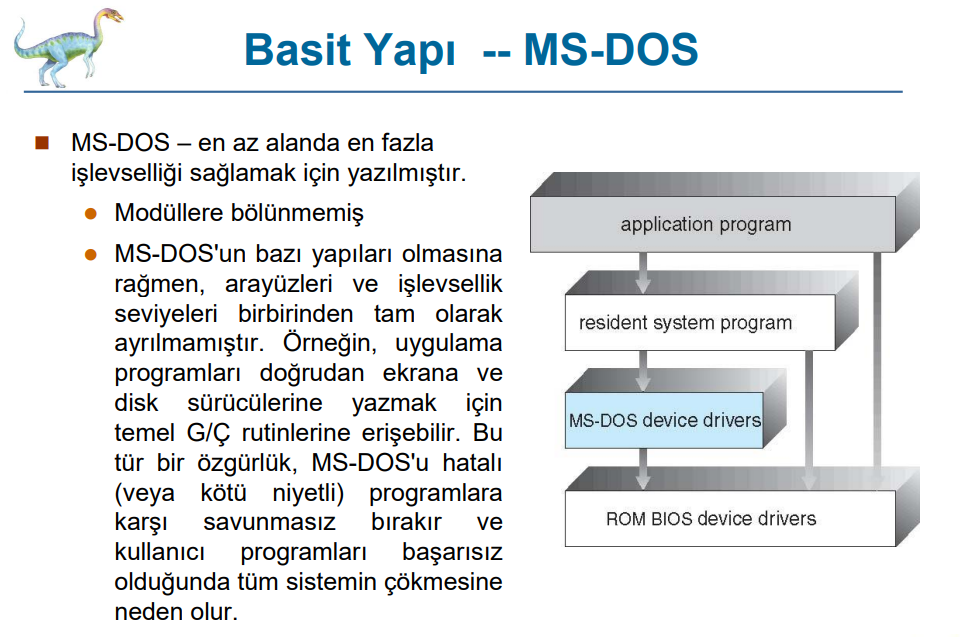 Basit Yapı -- MS-DOS
MS-DOS – en az alanda en fazla
işlevselliği sağlamak için yazılmıştır.
Modüllere bölünmemiş
MS-DOS'un bazı yapıları olmasına
rağmen, arayüzleri ve işlevsellik
seviyeleri birbirinden tam olarak
ayrılmamıştır. Örneğin, uygulama
programları doğrudan ekrana ve
disk sürücülerine yazmak için
temel G/Ç rutinlerine erişebilir. Bu
tür bir özgürlük, MS-DOS'u hatalı
(veya kötü niyetli) programlara
karşı savunmasız bırakır ve
kullanıcı programları başarısız
olduğunda tüm sistemin çökmesine
neden olur.
application program
resident system program
MS-DOS device drivers
ROM BIOS device drivers